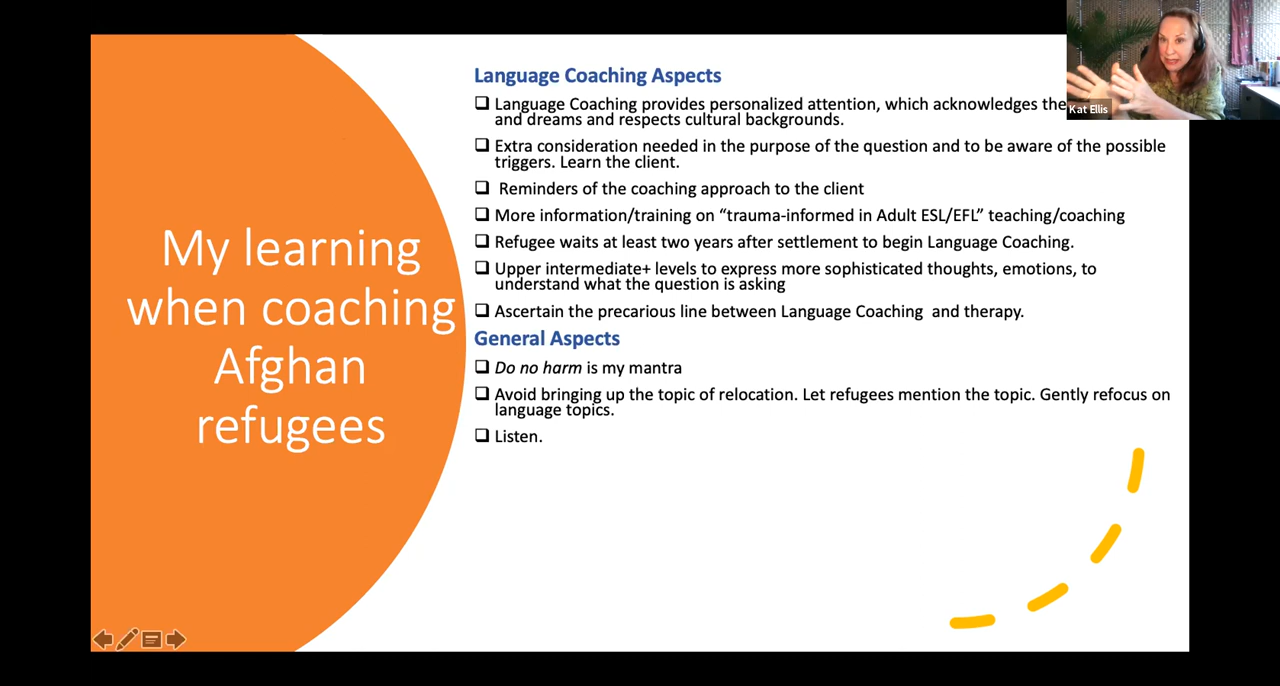 My learning
when coaching
Afghan
refugees
Language Coaching Aspects
Language Coaching provides personalized attention, which acknowledges the
and dreams and respects cultural backgrounds.
Extra consideration needed in the purpose of the question and to be aware of the possible
triggers. Learn the client.
Reminders of the coaching approach to the client
More information/training on “trauma-informed in Adult ESL/EFL” teaching/coaching
Refugee waits at least two years after settlement to begin Language Coaching.
Upper intermediate+ levels to express more sophisticated thoughts, emotions, to
understand what the question is asking
Ascertain the precarious line between Language Coaching and therapy.
General Aspects
Do no harm is my mantra
Avoid bringing up the topic of relocation. Let refugees mention the topic. Gently refocus on
language topics.
Listen.
Kat Ellis